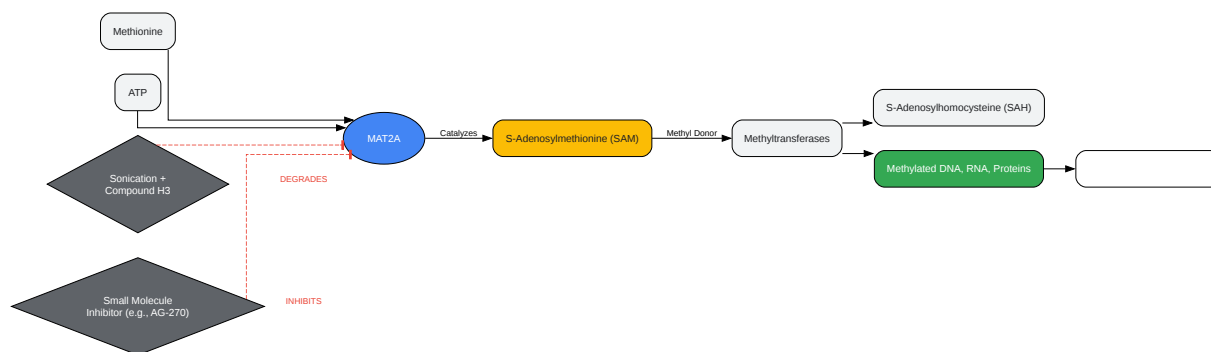 Methionine
ATP
MAT2A
Catalyzes
S-Adenosylmethionine (SAM)
Methyl Donor
Methyltransferases
S-Adenosylhomocysteine (SAH)
Methylated DNA, RNA, Proteins
Sonication +
Compound H3
DEGRADES
Small Molecule
Inhibitor (e.g., AG-270)
INHIBITS